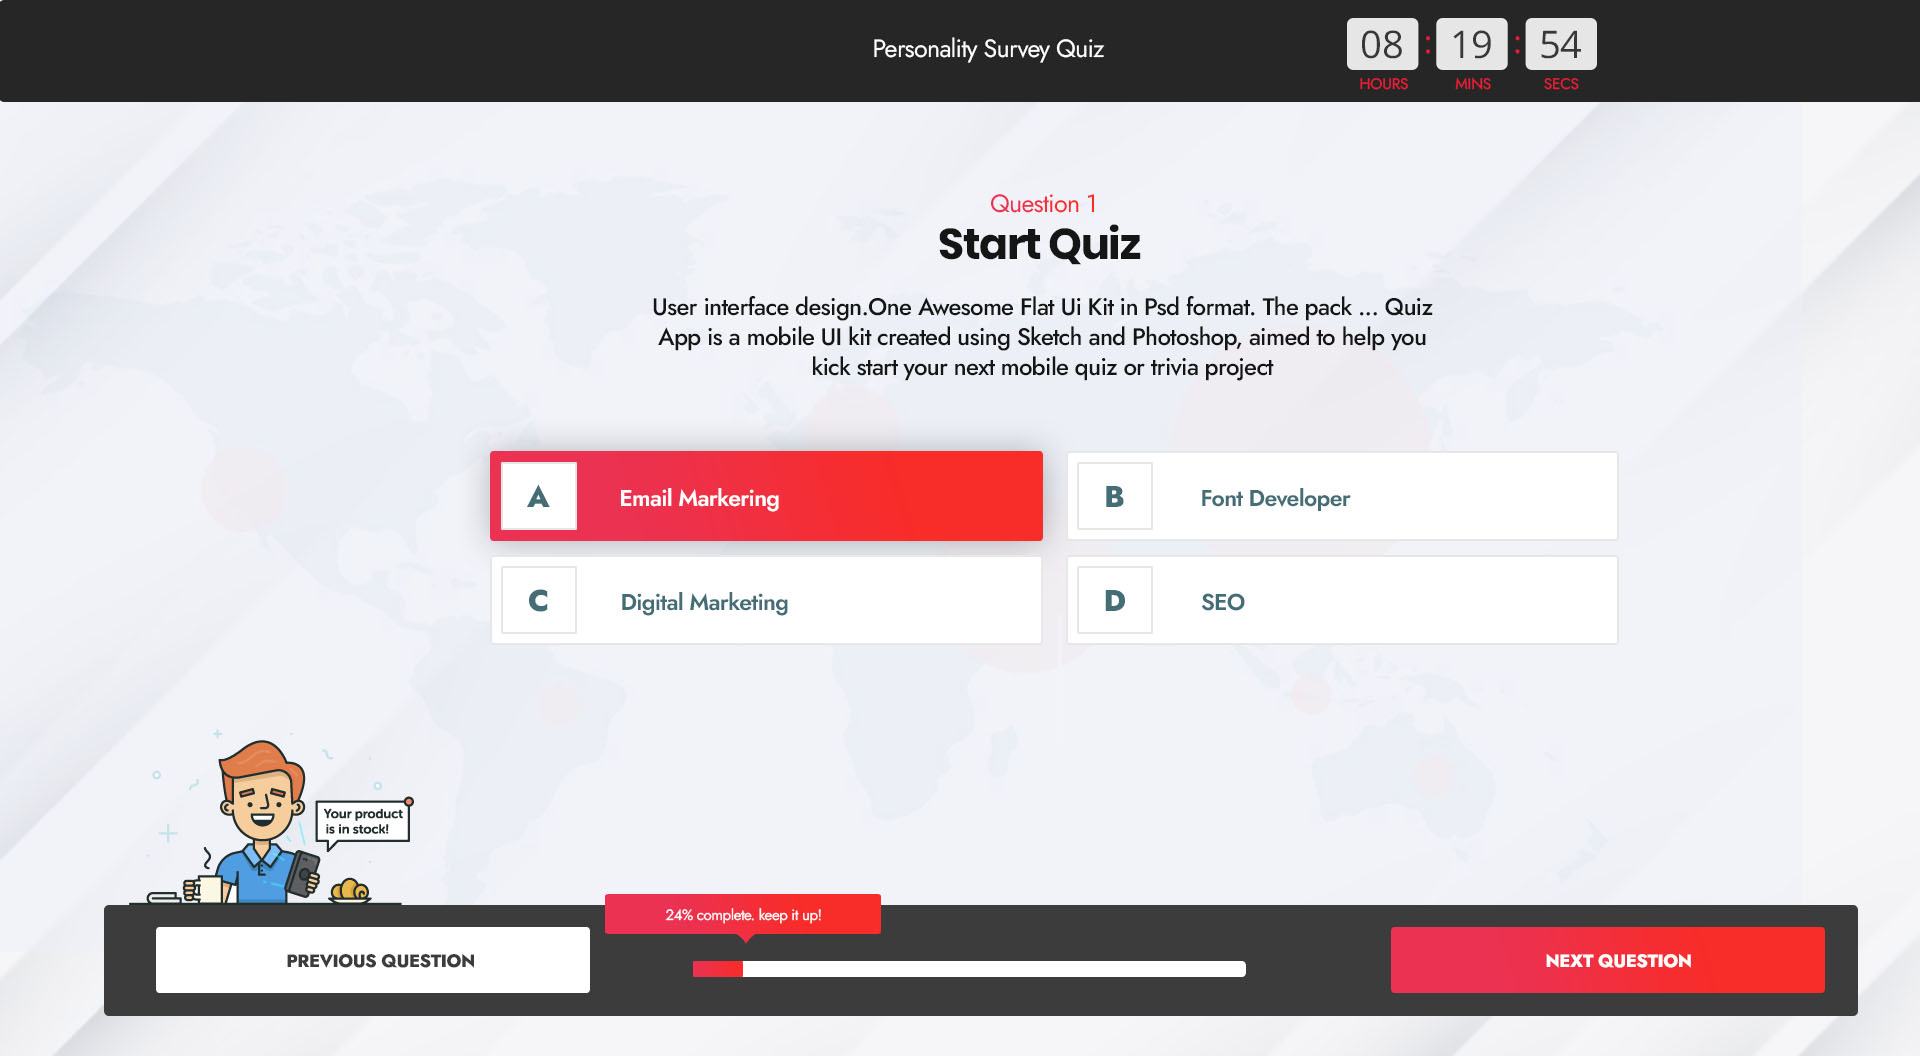 Personality Survey Quiz
08 : 19 : 54
HOURS MINS SECS
Question 1
Start Quiz
User interface design.One Awesome Flat Ui Kit in Psd format. The pack ... Quiz
App is a mobile UI kit created using Sketch and Photoshop, aimed to help you
kick start your next mobile quiz or trivia project
A Email Markering
B Font Developer
C Digital Marketing
D SEO
Your product
is in stock!
24% complete. keep it up!
PREVIOUS QUESTION
NEXT QUESTION